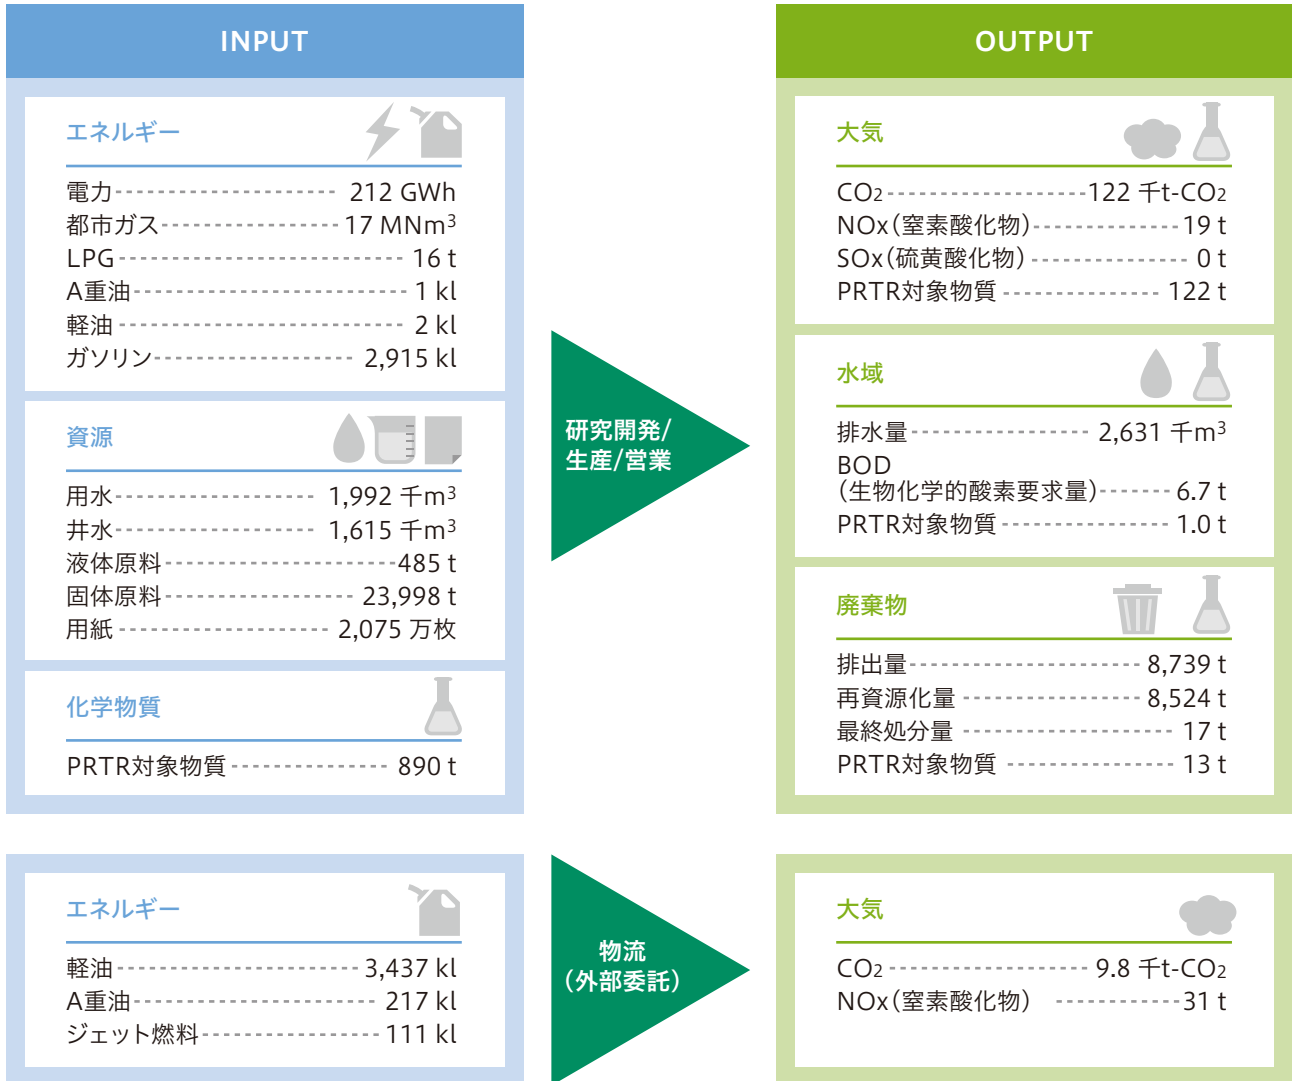 INPUT
エネルギー
電力 212 GWh
都市ガス 17 MNm³
LPG 16 t
A重油 1 kl
軽油 2 kl
ガソリン 2,915 kl
資源
用水 1,992 千m³
井水 1,615 千m³
液体原料 485 t
固体原料 23,998 t
用紙 2,075 万枚
化学物質
PRTR対象物質 890 t
研究開発/
生産/営業
OUTPUT
大気
CO₂ 122 千t-CO₂
NOx(窒素酸化物) 19 t
SOx(硫黄酸化物) 0 t
PRTR対象物質 122 t
水域
排水量 2,631 千m³
BOD
(生物化学的酸素要求量) 6.7 t
PRTR対象物質 1.0 t
廃棄物
排出量 8,739 t
再資源化量 8,524 t
最終処分量 17 t
PRTR対象物質 13 t
エネルギー
軽油 3,437 kl
A重油 217 kl
ジェット燃料 111 kl
物流
(外部委託)
大気
CO₂ 9.8 千t-CO₂
NOx(窒素酸化物) 31 t